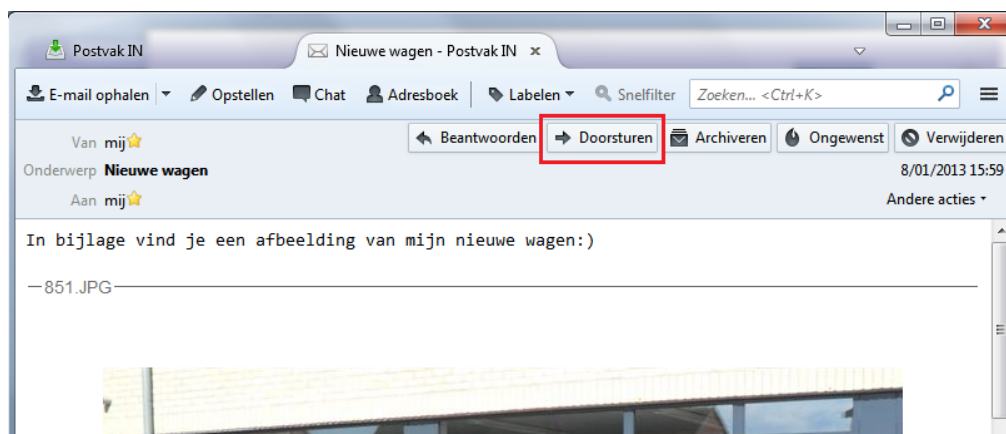 Postvak IN
Nieuwe wagen - Postvak IN
E-mail ophalen Opstellen Chat Adresboek Labelen Snelfilter Zoeken... <Ctrl+K>
Van mij Beantwoorden Doorsturen Archiveren Ongewenst Verwijderen
Onderwerp Nieuwe wagen 8/01/2013 15:59
Aan mij Andere acties
In bijlage vind je een afbeelding van mijn nieuwe wagen:)
851.JPG